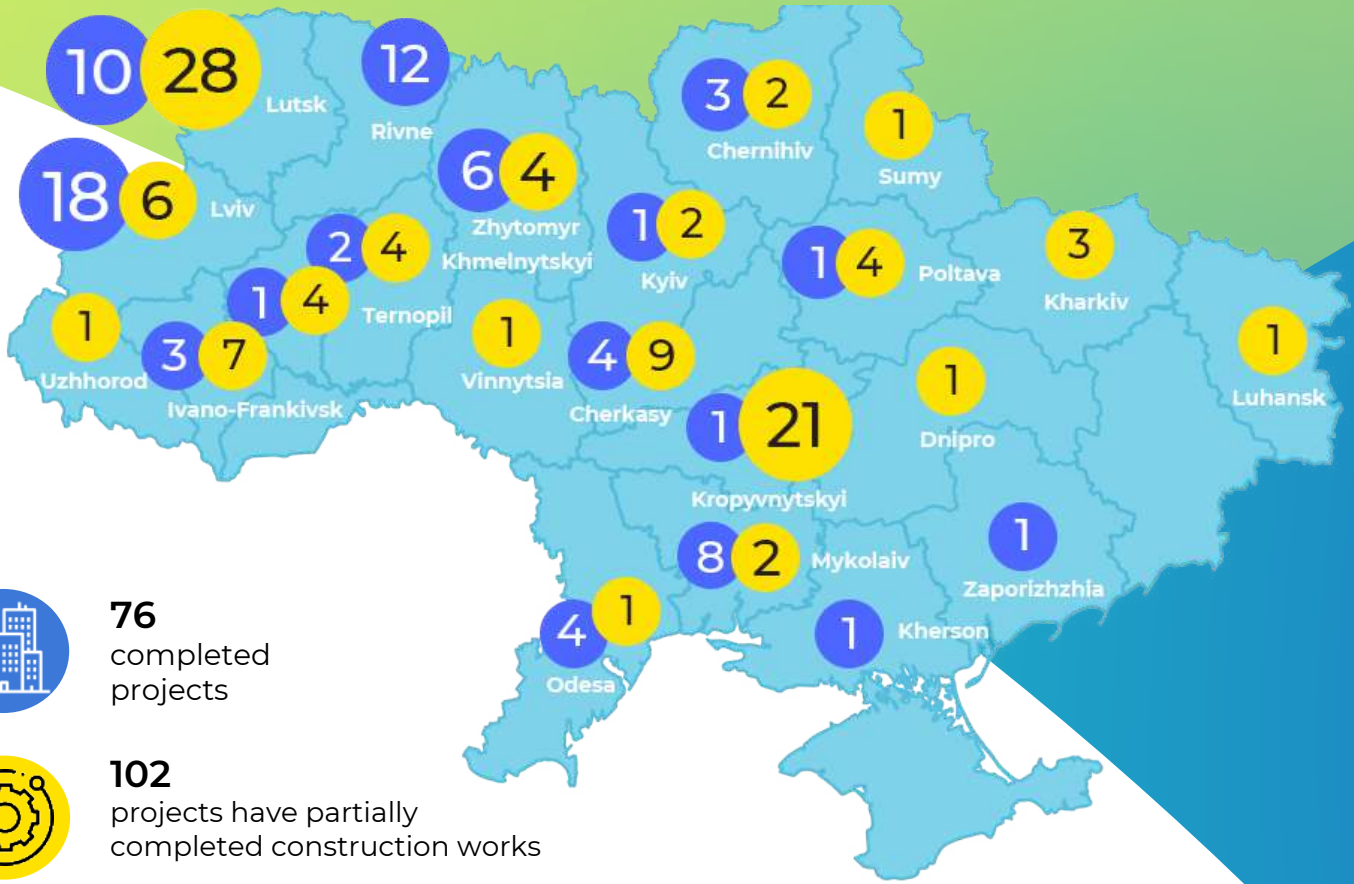 10 28
Lutsk
12
Rivne
3 2
Chernihiv
1
Sumy
18 6
Lviv
6 4
Zhytomyr
2 4
Khmelnytskyi
1 2
Kyiv
1 4
Poltava
3
Kharkiv
1 4
Ternopil
1
Uzhhorod
3 7
Ivano-Frankivsk
1
Vinnytsia
4 9
Cherkasy
1 21
Kropyvnytskyi
1
Dnipro
1
Luhansk
8 2
Mykolaiv
1
Zaporizhzhia
4 1
Odesa
1
Kherson
76
completed
projects
102
projects have partially
completed construction works